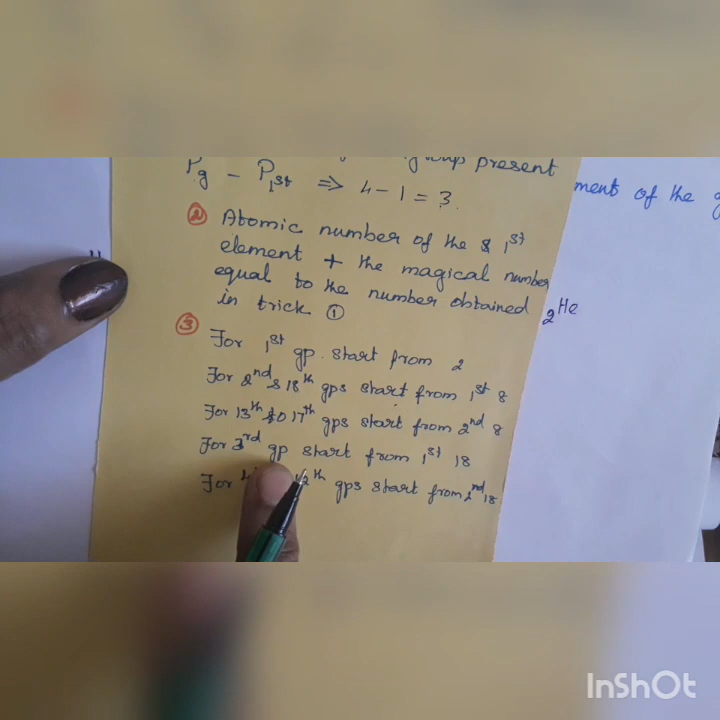 group present
Pg - P1st => 4-1 = 3.
ment of the
② Atomic number of the & 1st
element + the magical number
equal to the number obtained
in trick ①
2He
③ For 1st gp. start from 2
For 2nd & 18th gps start from 1st 8
For 13th to 17th gps start from 2nd 8
For 3rd gp start from 1st 18
For th gps start from 2nd 18.
InShOt